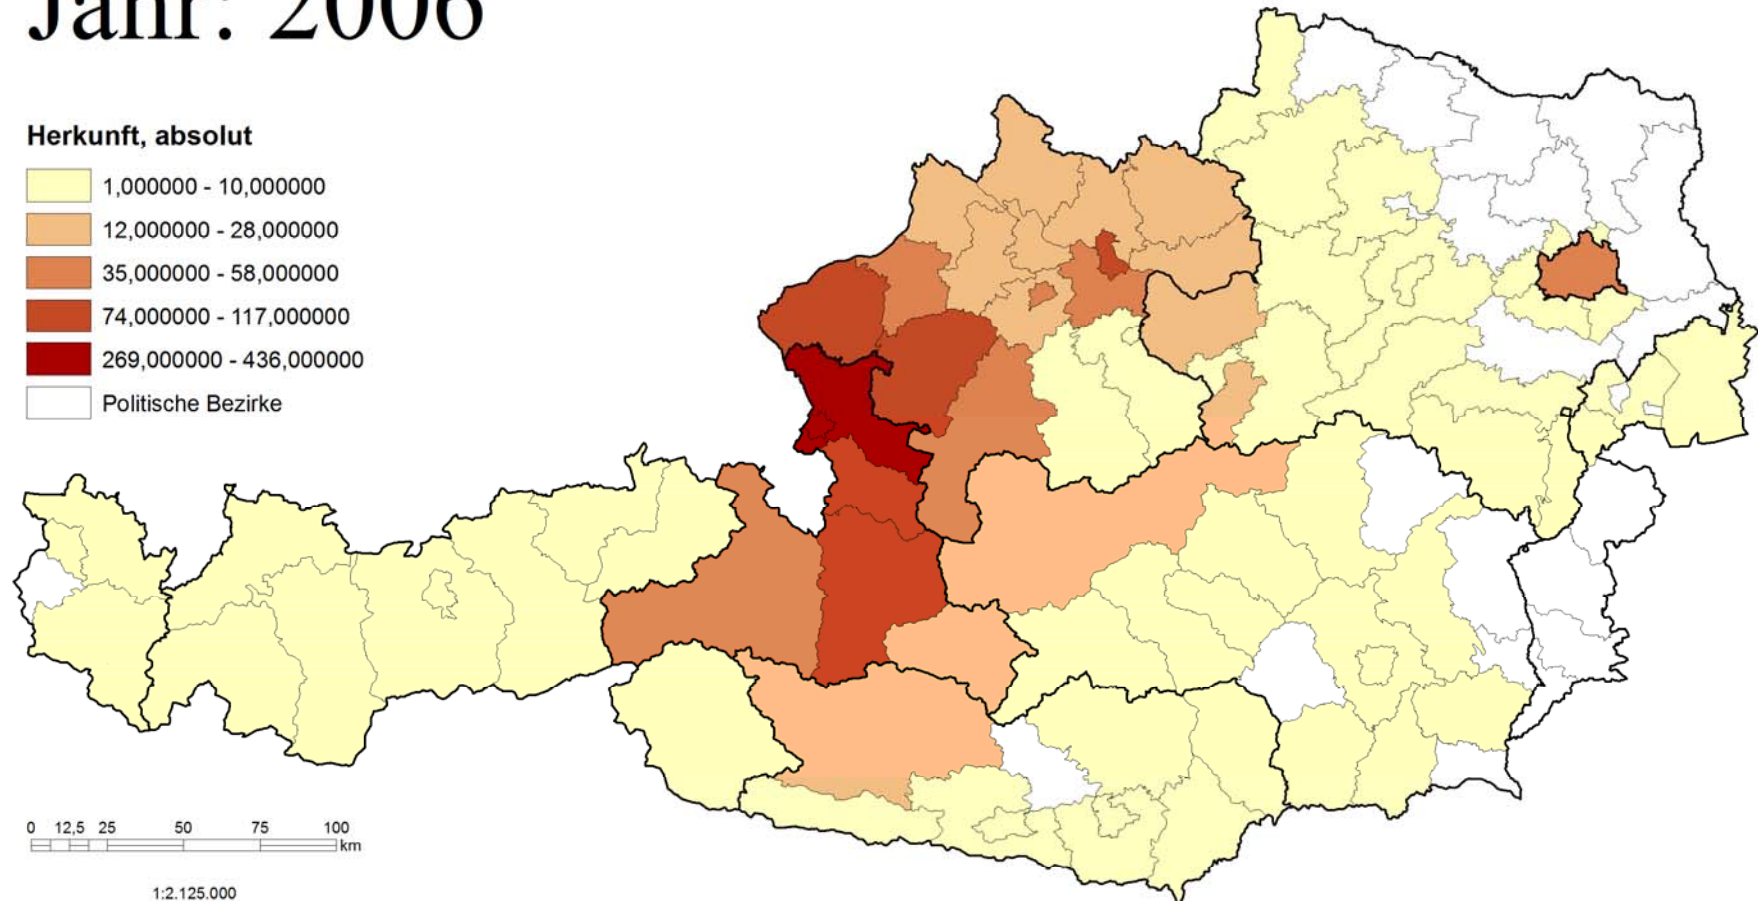 Jahr: 2006
Herkunft, absolut
1,000000 - 10,000000
12,000000 - 28,000000
35,000000 - 58,000000
74,000000 - 117,000000
269,000000 - 436,000000
Politische Bezirke
0 12,5 25 50 75 100
km
1:2.125.000